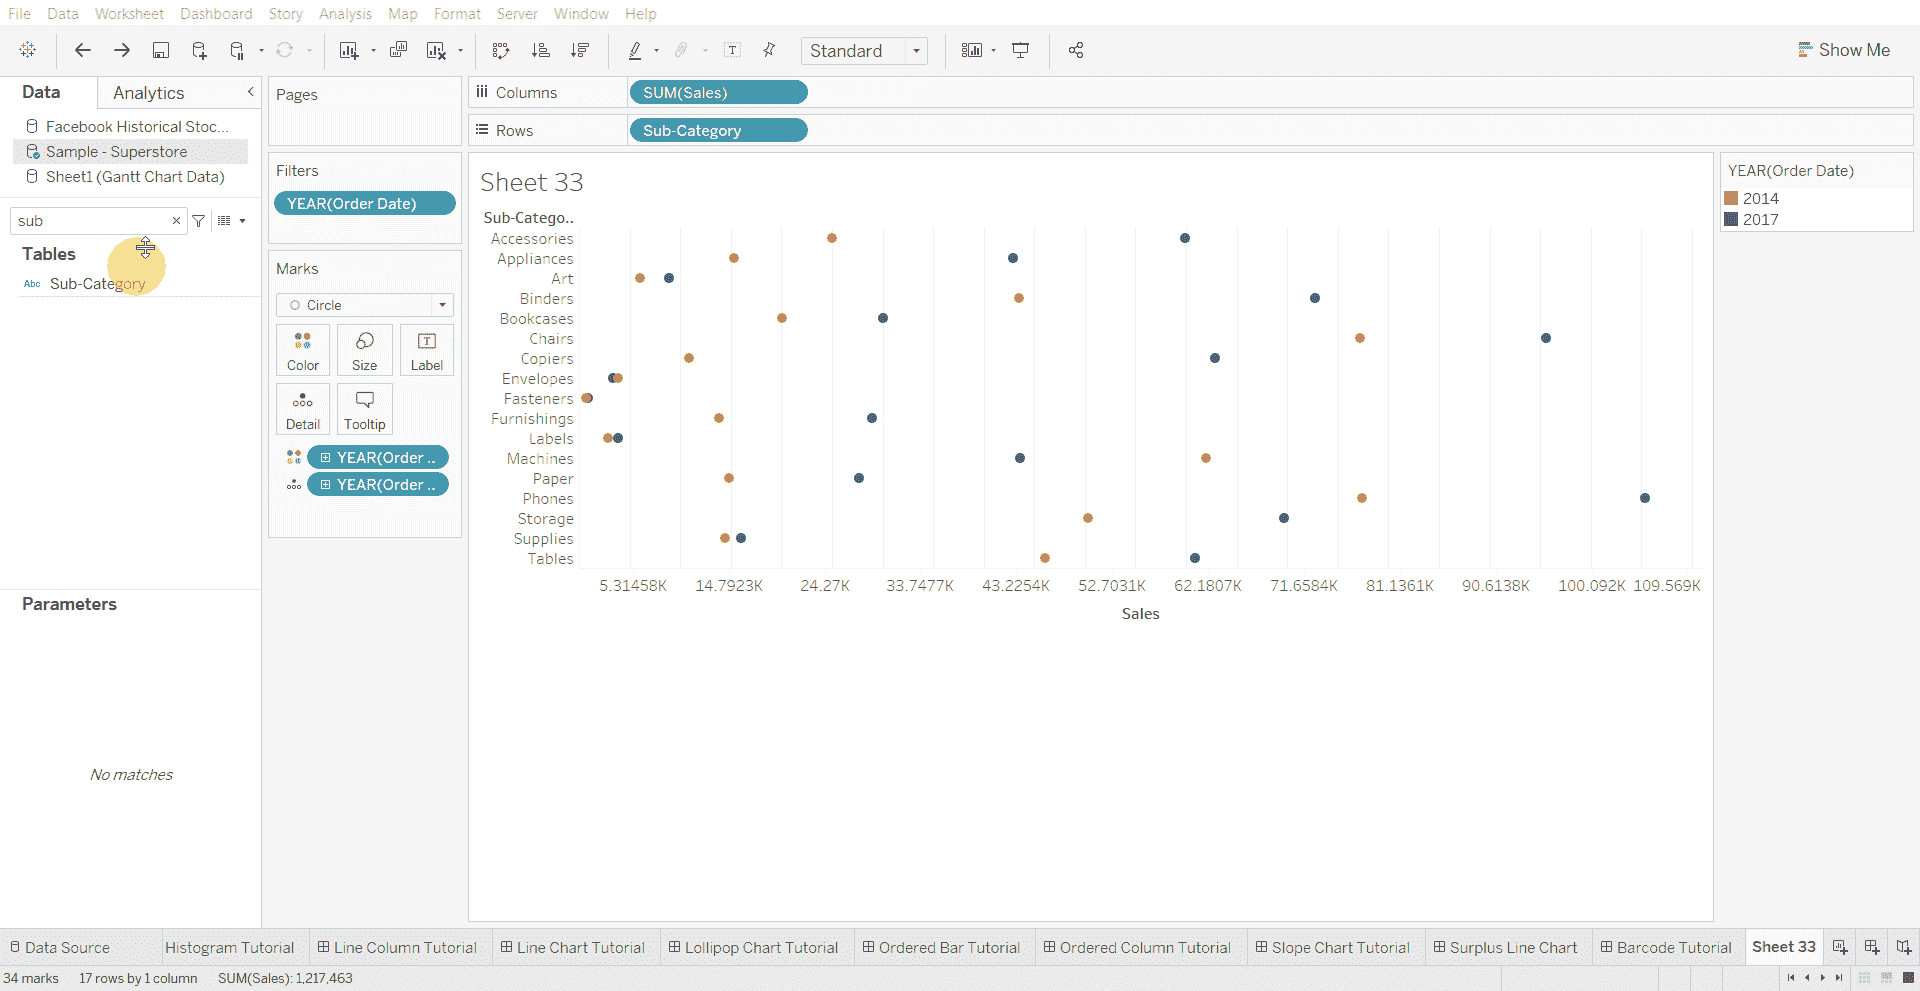 File Data Worksheet Dashboard Story Analysis Map Format Server Window Help
Standard
Show Me
Data
Analytics
Facebook Historical Stoc...
Sample - Superstore
Sheet1 (Gantt Chart Data)
sub
Tables
Abc Sub-Category
Parameters
No matches
Pages
Filters
YEAR(Order Date)
Marks
Circle
Color Size Label
Detail Tooltip
YEAR(Order ..
YEAR(Order ..
Columns SUM(Sales)
Rows Sub-Category
Sheet 33
Sub-Catego..
Accessories
Appliances
Art
Binders
Bookcases
Chairs
Copiers
Envelopes
Fasteners
Furnishings
Labels
Machines
Paper
Phones
Storage
Supplies
Tables
5.31458K 14.7923K 24.27K 33.7477K 43.2254K 52.7031K 62.1807K 71.6584K 81.1361K 90.6138K 100.092K 109.569K
Sales
YEAR(Order Date)
2014
2017
Data Source Histogram Tutorial Line Column Tutorial Line Chart Tutorial Lollipop Chart Tutorial Ordered Bar Tutorial Ordered Column Tutorial Slope Chart Tutorial Surplus Line Chart Barcode Tutorial Sheet 33
34 marks 17 rows by 1 column SUM(Sales): 1,217,463